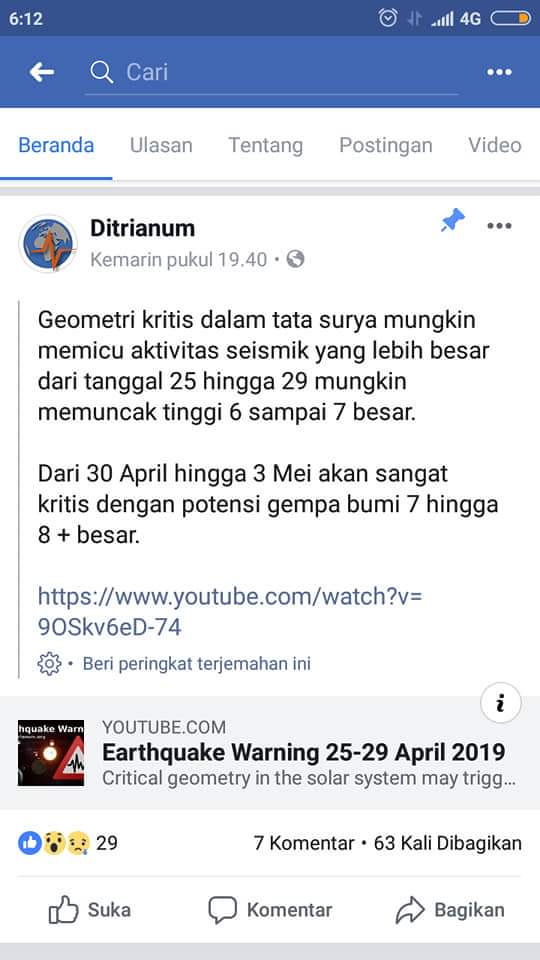 6:12
4G
Cari
Beranda Ulasan Tentang Postingan Video
Ditrianum
Kemarin pukul 19.40 •
Geometri kritis dalam tata surya mungkin
memicu aktivitas seismik yang lebih besar
dari tanggal 25 hingga 29 mungkin
memuncak tinggi 6 sampai 7 besar.
Dari 30 April hingga 3 Mei akan sangat
kritis dengan potensi gempa bumi 7 hingga
8 + besar.
https://www.youtube.com/watch?v=
9OSkv6eD-74
• Beri peringkat terjemahan ini
YOUTUBE.COM
hquake Warn
Earthquake Warning 25-29 April 2019
Critical geometry in the solar system may trigg...
29
7 Komentar • 63 Kali Dibagikan
Suka Komentar Bagikan